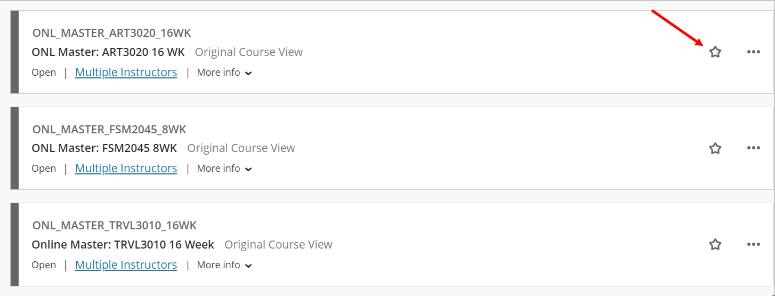 ONL_MASTER_ART3020_16WK
ONL Master: ART3020 16 WK Original Course View
Open | Multiple Instructors | More info
ONL_MASTER_FSM2045_8WK
ONL Master: FSM2045 8WK Original Course View
Open | Multiple Instructors | More info
ONL_MASTER_TRVL3010_16WK
Online Master: TRVL3010 16 Week Original Course View
Open | Multiple Instructors | More info